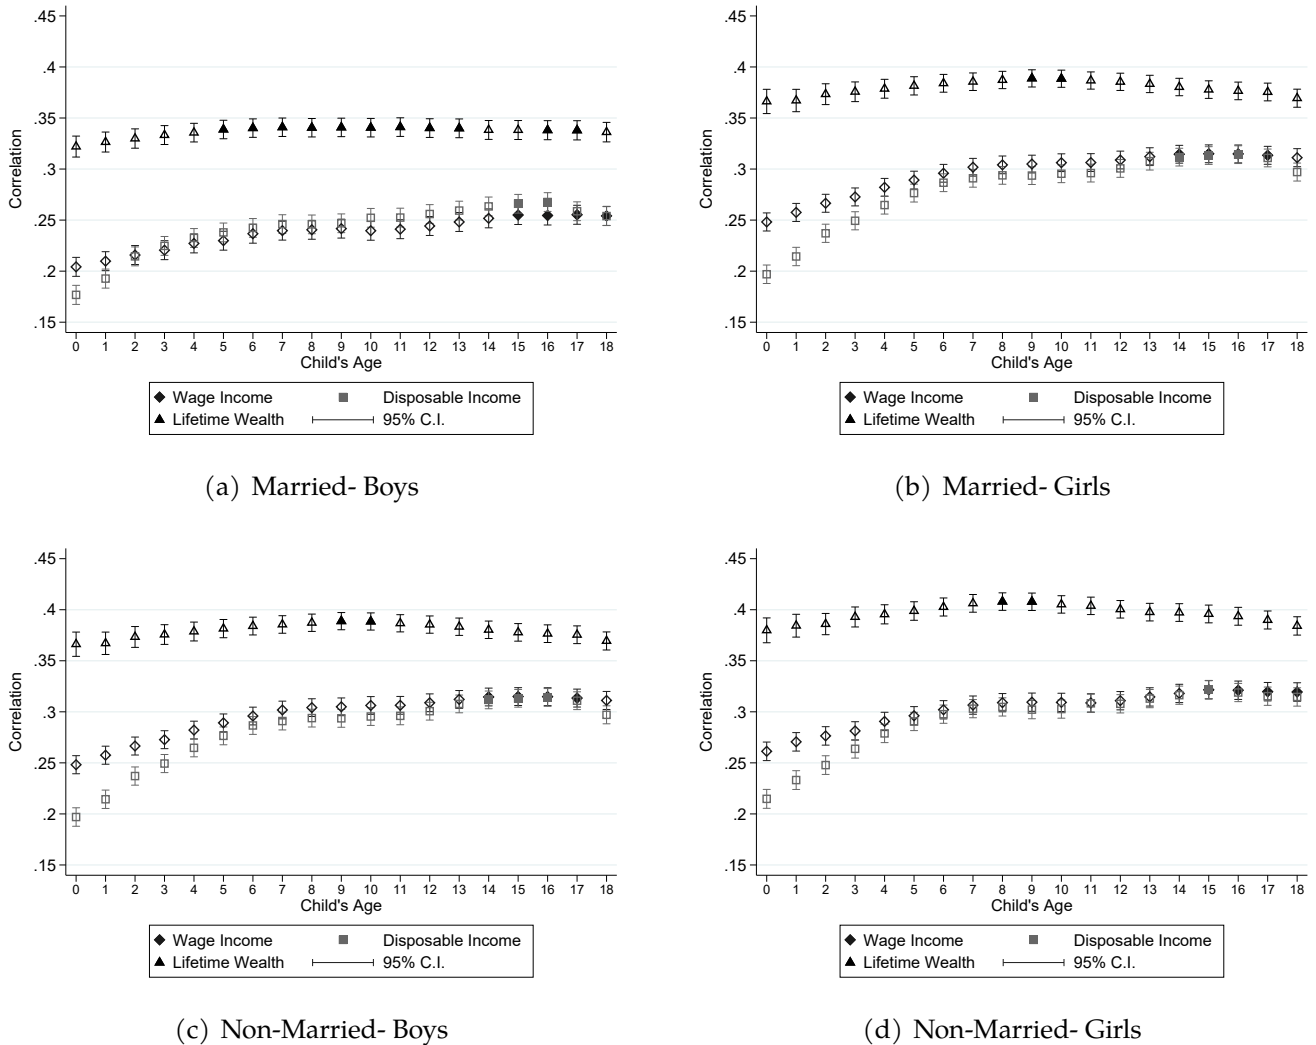 .45
.4
.35
.3
.25
.2
.15
Correlation
0 1 2 3 4 5 6 7 8 9 10 11 12 13 14 15 16 17 18
Child's Age
Wage Income Disposable Income
Lifetime Wealth 95% C.I.
(a) Married- Boys
.45
.4
.35
.3
.25
.2
.15
Correlation
0 1 2 3 4 5 6 7 8 9 10 11 12 13 14 15 16 17 18
Child's Age
Wage Income Disposable Income
Lifetime Wealth 95% C.I.
(b) Married- Girls
.45
.4
.35
.3
.25
.2
.15
Correlation
0 1 2 3 4 5 6 7 8 9 10 11 12 13 14 15 16 17 18
Child's Age
Wage Income Disposable Income
Lifetime Wealth 95% C.I.
(c) Non-Married- Boys
.45
.4
.35
.3
.25
.2
.15
Correlation
0 1 2 3 4 5 6 7 8 9 10 11 12 13 14 15 16 17 18
Child's Age
Wage Income Disposable Income
Lifetime Wealth 95% C.I.
(d) Non-Married- Girls